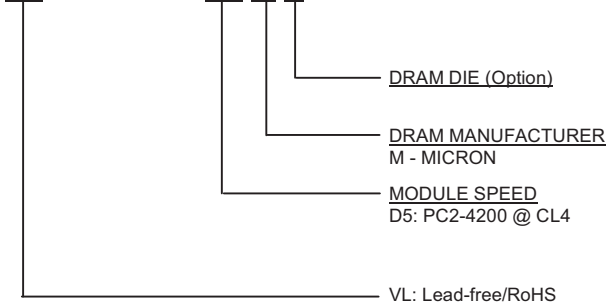 DRAM DIE (Option)
DRAM MANUFACTURER
M - MICRON
MODULE SPEED
D5: PC2-4200 @ CL4
VL: Lead-free/RoHS